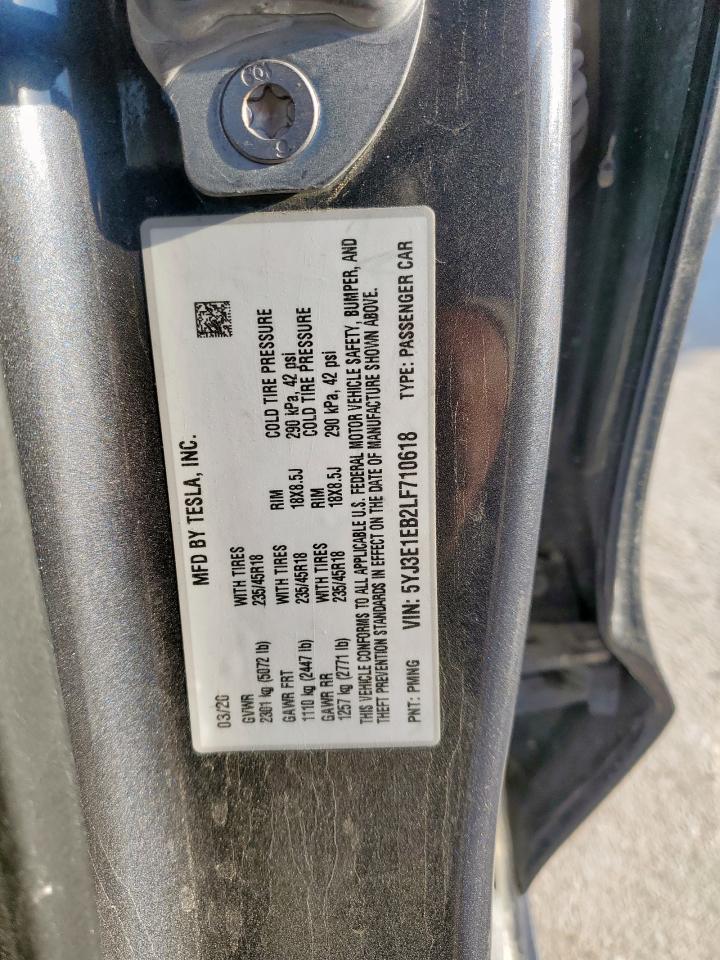 MFD BY TESLA, INC.
03/20
GVWR WITH TIRES
2301 kg (5072 lb) 235/45R18
GAWR FRT WITH TIRES RIM COLD TIRE PRESSURE
1110 kg (2447 lb) 235/45R18 18X8.5J 290 kPa, 42 psi
GAWR RR WITH TIRES RIM COLD TIRE PRESSURE
1257 kg (2771 lb) 235/45R18 18X8.5J 290 kPa, 42 psi
THIS VEHICLE CONFORMS TO ALL APPLICABLE U.S. FEDERAL MOTOR VEHICLE SAFETY, BUMPER, AND
THEFT PREVENTION STANDARDS IN EFFECT ON THE DATE OF MANUFACTURE SHOWN ABOVE.
PNT: PMNG VIN: 5YJ3E1EB2LF710618 TYPE: PASSENGER CAR